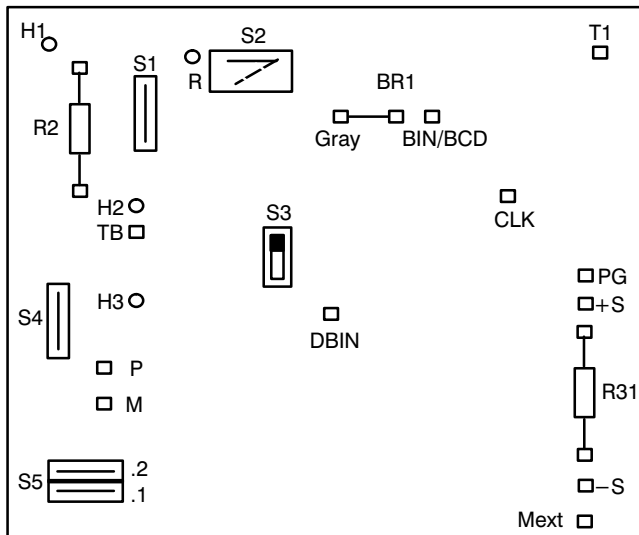 H1
S2
T1
S1
R
BR1
R2
Gray
BIN/BCD
H2
CLK
TB
S3
PG
S4
H3
+S
DBIN
P
R31
M
S5
.2
.1
−S
Mext